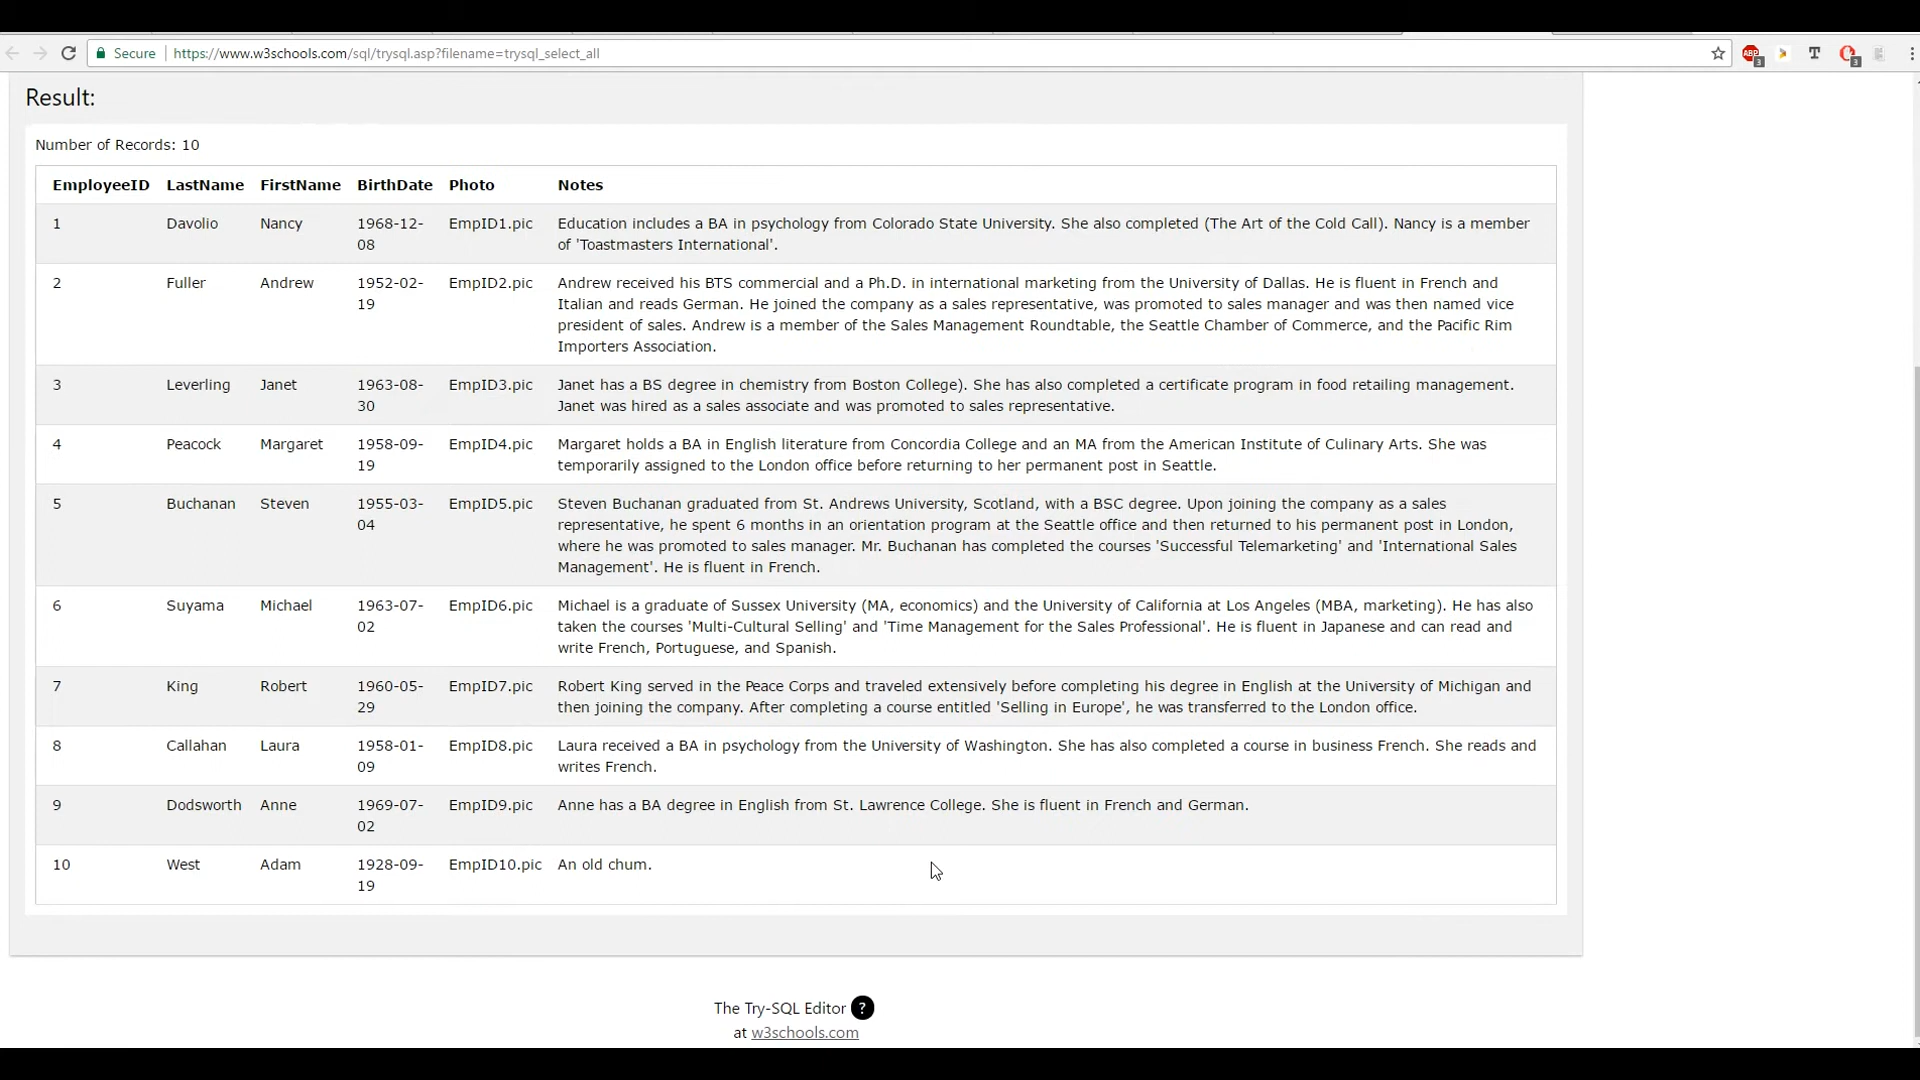 Secure https://www.w3schools.com/sql/trysql.asp?filename=trysql_select_all ABP 3 T 3
Result:
Number of Records: 10
EmployeeID LastName FirstName BirthDate Photo Notes
1 Davolio Nancy 1968-12- EmpID1.pic Education includes a BA in psychology from Colorado State University. She also completed (The Art of the Cold Call). Nancy is a member
08 of 'Toastmasters International'.
2 Fuller Andrew 1952-02- EmpID2.pic Andrew received his BTS commercial and a Ph.D. in international marketing from the University of Dallas. He is fluent in French and
19 Italian and reads German. He joined the company as a sales representative, was promoted to sales manager and was then named vice
president of sales. Andrew is a member of the Sales Management Roundtable, the Seattle Chamber of Commerce, and the Pacific Rim
Importers Association.
3 Leverling Janet 1963-08- EmpID3.pic Janet has a BS degree in chemistry from Boston College). She has also completed a certificate program in food retailing management.
30 Janet was hired as a sales associate and was promoted to sales representative.
4 Peacock Margaret 1958-09- EmpID4.pic Margaret holds a BA in English literature from Concordia College and an MA from the American Institute of Culinary Arts. She was
19 temporarily assigned to the London office before returning to her permanent post in Seattle.
5 Buchanan Steven 1955-03- EmpID5.pic Steven Buchanan graduated from St. Andrews University, Scotland, with a BSC degree. Upon joining the company as a sales
04 representative, he spent 6 months in an orientation program at the Seattle office and then returned to his permanent post in London,
where he was promoted to sales manager. Mr. Buchanan has completed the courses 'Successful Telemarketing' and 'International Sales
Management'. He is fluent in French.
6 Suyama Michael 1963-07- EmpID6.pic Michael is a graduate of Sussex University (MA, economics) and the University of California at Los Angeles (MBA, marketing). He has also
02 taken the courses 'Multi-Cultural Selling' and 'Time Management for the Sales Professional'. He is fluent in Japanese and can read and
write French, Portuguese, and Spanish.
7 King Robert 1960-05- EmpID7.pic Robert King served in the Peace Corps and traveled extensively before completing his degree in English at the University of Michigan and
29 then joining the company. After completing a course entitled 'Selling in Europe', he was transferred to the London office.
8 Callahan Laura 1958-01- EmpID8.pic Laura received a BA in psychology from the University of Washington. She has also completed a course in business French. She reads and
09 writes French.
9 Dodsworth Anne 1969-07- EmpID9.pic Anne has a BA degree in English from St. Lawrence College. She is fluent in French and German.
02
10 West Adam 1928-09- EmpID10.pic An old chum.
19
The Try-SQL Editor ?
at w3schools.com